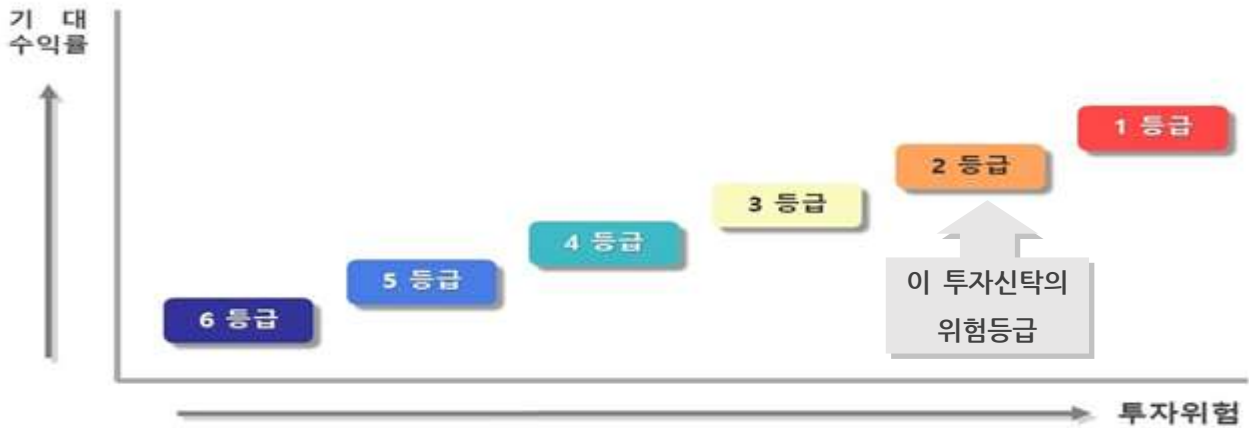 기 대
수익률
1 등급
2 등급
3 등급
4 등급
5 등급
6 등급
이 투자신탁의
위험등급
투자위험